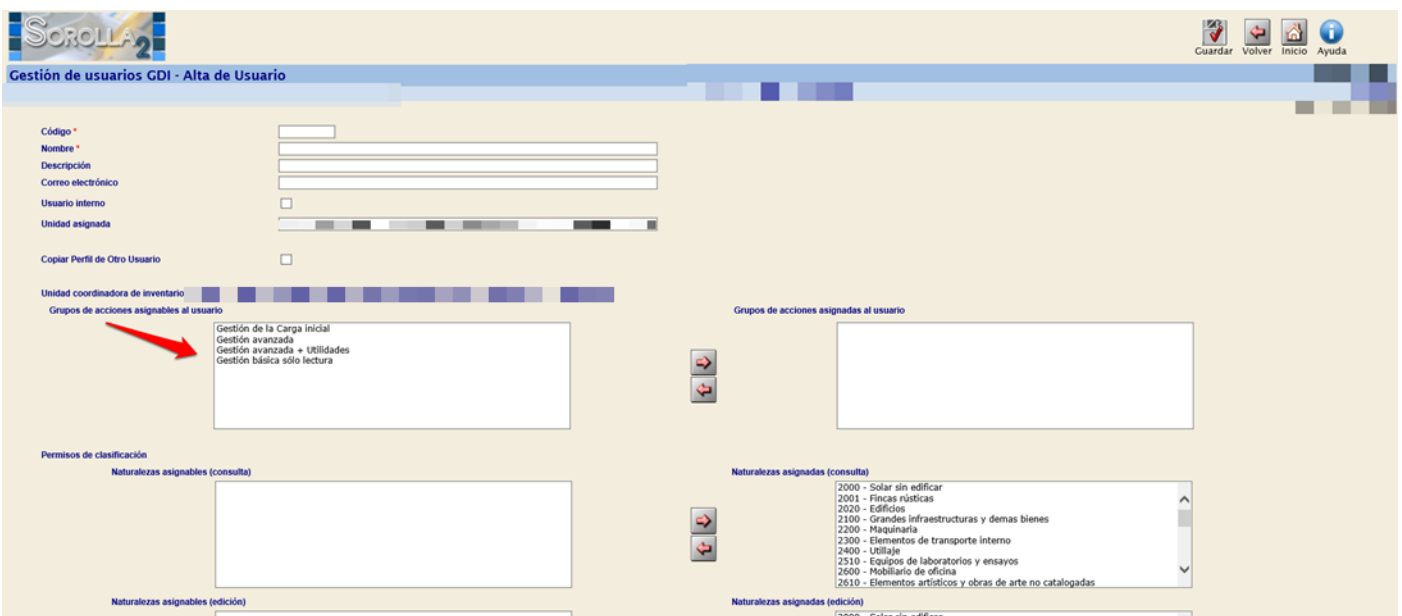 SOROLLA2
Guardar Volver Inicio Ayuda
Gestión de usuarios GDI - Alta de Usuario
Código *
Nombre *
Descripción
Correo electrónico
Usuario interno
Unidad asignada
Copiar Perfil de Otro Usuario
Unidad coordinadora de inventario
Grupos de acciones asignables al usuario
Grupos de acciones asignadas al usuario
Gestión de la Carga inicial
Gestión avanzada
Gestión avanzada + Utilidades
Gestión básica sólo lectura
Permisos de clasificación
Naturalezas asignables (consulta)
Naturalezas asignadas (consulta)
2000 - Solar sin edificar
2001 - Fincas rústicas
2020 - Edificios
2100 - Grandes infraestructuras y demas bienes
2200 - Maquinaria
2300 - Elementos de transporte interno
2400 - Utillaje
2510 - Equipos de laboratorios y ensayos
2600 - Mobiliario de oficina
2610 - Elementos artísticos y obras de arte no catalogadas
Naturalezas asignables (edición)
Naturalezas asignadas (edición)
2000 - Solar sin edificar